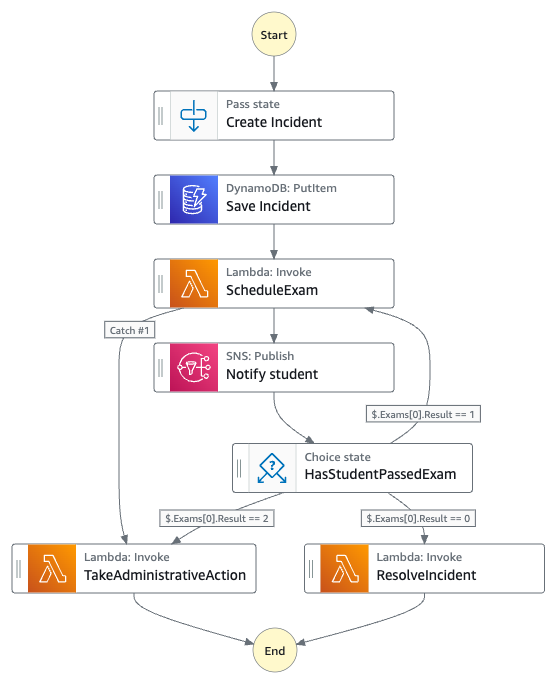 Start
Pass state
Create Incident
DynamoDB: PutItem
Save Incident
Lambda: Invoke
ScheduleExam
Catch #1
SNS: Publish
Notify student
$.Exams[0].Result == 1
Choice state
HasStudentPassedExam
$.Exams[0].Result == 2
$.Exams[0].Result == 0
Lambda: Invoke
TakeAdministrativeAction
Lambda: Invoke
ResolveIncident
End